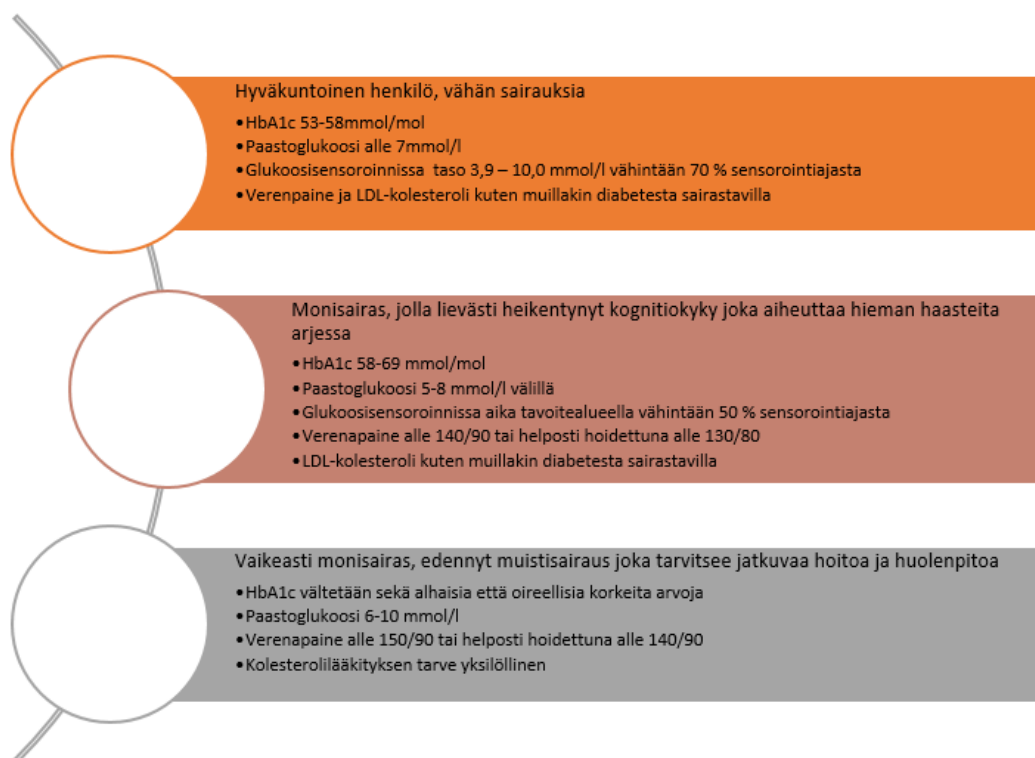 Hyväkuntoinen henkilö, vähän sairauksia
•HbA1c 53-58mmol/mol
•Paastoglukoosi alle 7mmol/l
•Glukoosisensoroinnissa taso 3,9 – 10,0 mmol/l vähintään 70 % sensorointiajasta
•Verenpaine ja LDL-kolesteroli kuten muillakin diabetesta sairastavilla
Monisairas, jolla lievästi heikentynyt kognitiokyky joka aiheuttaa hieman haasteita
arjessa
•HbA1c 58-69 mmol/mol
•Paastoglukoosi 5-8 mmol/l välillä
•Glukoosisensoroinnissa aika tavoitealueella vähintään 50 % sensorointiajasta
•Verenapaine alle 140/90 tai helposti hoidettuna alle 130/80
•LDL-kolesteroli kuten muillakin diabetesta sairastavilla
Vaikeasti monisairas, edennyt muistisairaus joka tarvitsee jatkuvaa hoitoa ja huolenpitoa
•HbA1c vältetään sekä alhaisia että oireellisia korkeita arvoja
•Paastoglukoosi 6-10 mmol/l
•Verenapaine alle 150/90 tai helposti hoidettuna alle 140/90
•Kolesterolilääkityksen tarve yksilöllinen